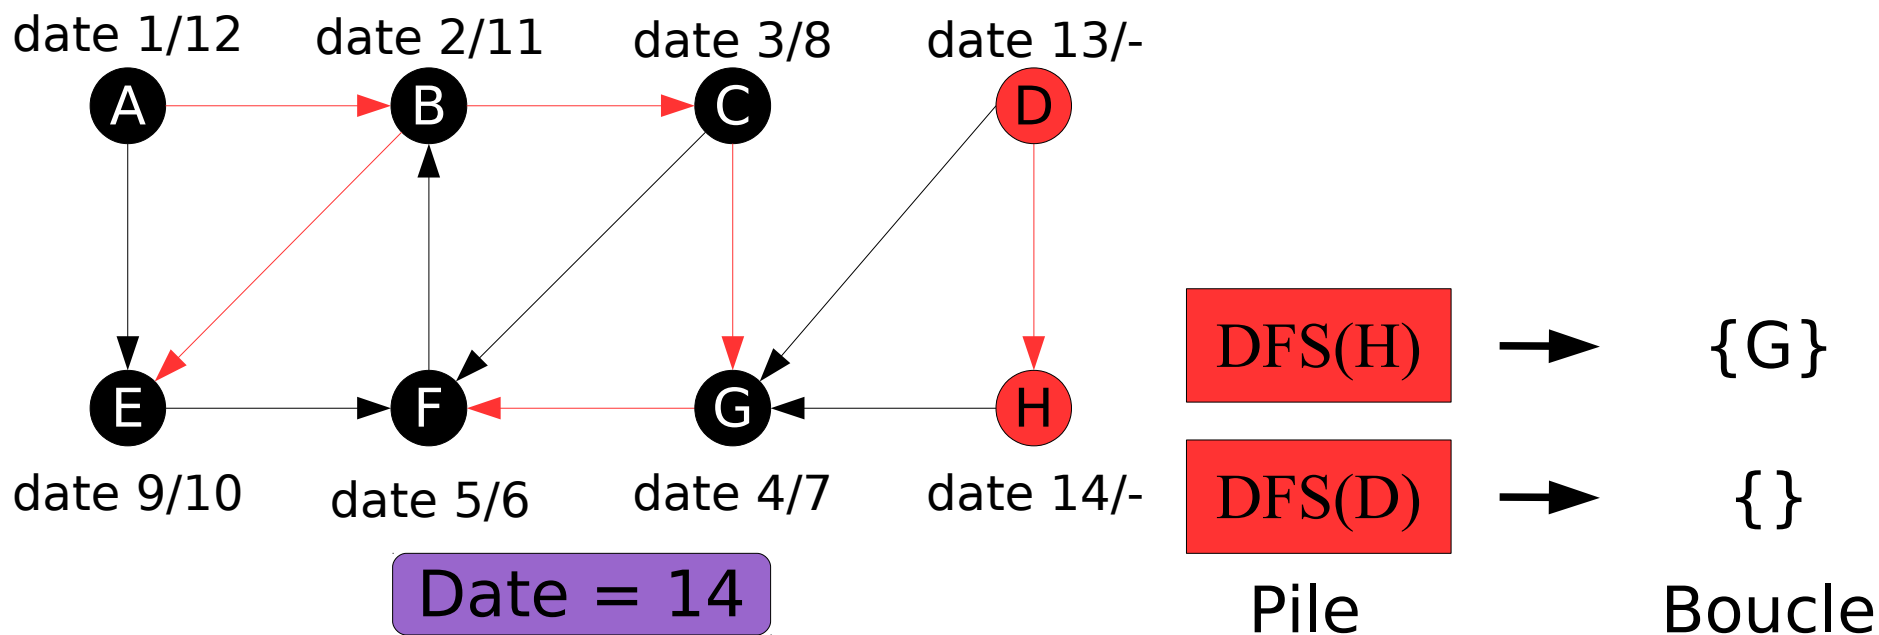 date 1/12 date 2/11 date 3/8 date 13/-
A B C D
DFS(H) {G}
E F G H
date 9/10 date 5/6 date 4/7 date 14/- DFS(D) {}
Date = 14 Pile Boucle